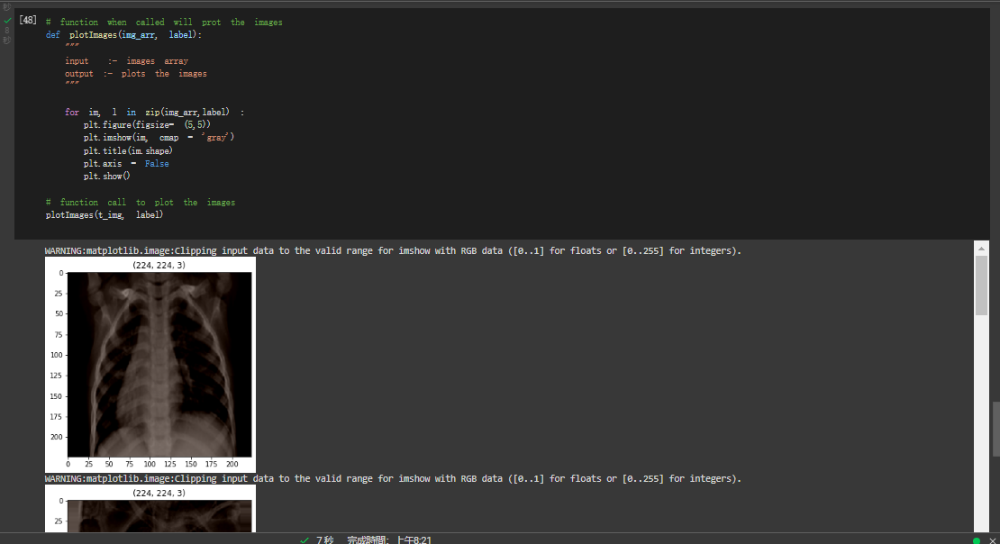 秒
[48] # function when called will prot the images
8
秒
def plotImages(img_arr, label):
"""
input :- images array
output :- plots the images
"""
for im, l in zip(img_arr,label) :
plt.figure(figsize= (5,5))
plt.imshow(im, cmap = 'gray')
plt.title(im.shape)
plt.axis = False
plt.show()
# function call to plot the images
plotImages(t_img, label)
WARNING:matplotlib.image:Clipping input data to the valid range for imshow with RGB data ([0..1] for floats or [0..255] for integers).
(224, 224, 3)
0
25
50
75
100
125
150
175
200
0 25 50 75 100 125 150 175 200
WARNING:matplotlib.image:Clipping input data to the valid range for imshow with RGB data ([0..1] for floats or [0..255] for integers).
(224, 224, 3)
0
25
7 秒 完成時間: 上午8:21